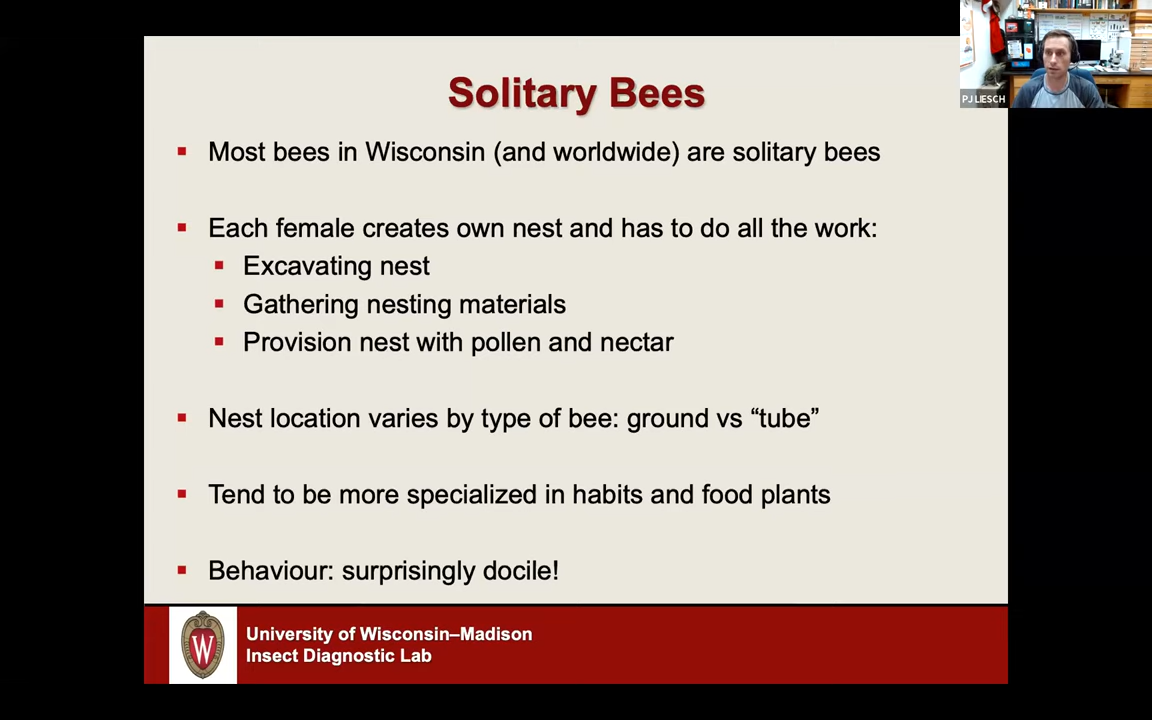 Solitary Bees
▪ Most bees in Wisconsin (and worldwide) are solitary bees
▪ Each female creates own nest and has to do all the work:
▪ Excavating nest
▪ Gathering nesting materials
▪ Provision nest with pollen and nectar
▪ Nest location varies by type of bee: ground vs “tube”
▪ Tend to be more specialized in habits and food plants
▪ Behaviour: surprisingly docile!
W
University of Wisconsin–Madison
Insect Diagnostic Lab
PJ LIESCH